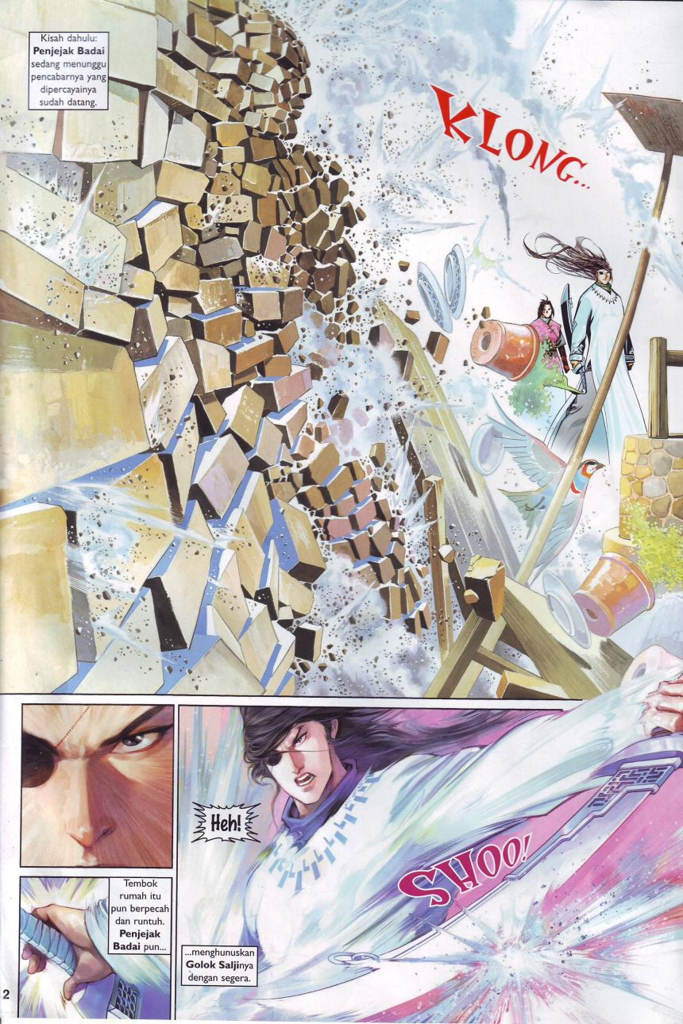 Kisah dahulu:
Penjejak Badai
sedang menunggu
pencabarnya yang
dipercayainya
sudah datang.
KLONG...
Heh!
SHOO!
Tembok
rumah itu
pun berpecah
dan runtuh.
Penjejak
Badai pun...
...menghunuskan
Golok Saljinya
dengan segera.
2